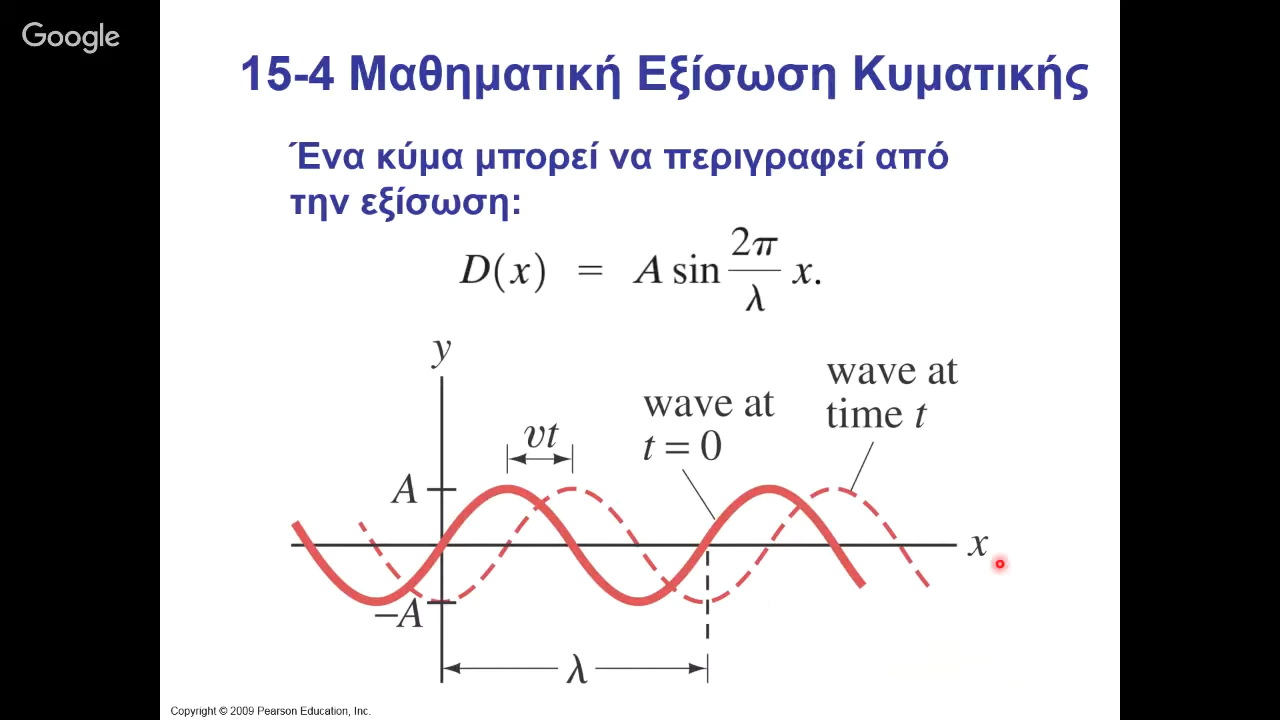 Google
15-4 Μαθηματική Εξίσωση Κυματικής
Ένα κύμα μπορεί να περιγραφεί από
την εξίσωση:
D(x) = A sin 2π/λ x.
y
wave at
time t
wave at
t = 0
vt
A
x
–A
λ
Copyright © 2009 Pearson Education, Inc.